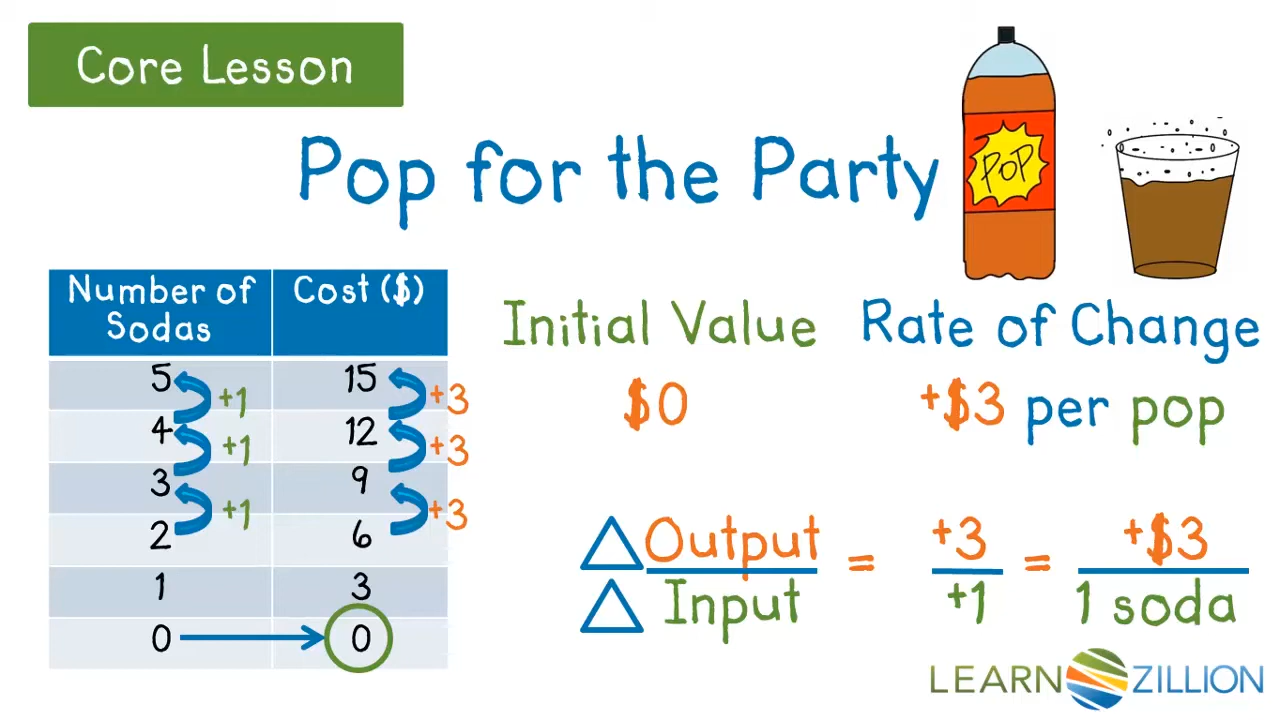 Core Lesson
Pop for the Party
POP
Number of Sodas Cost ($)
5 15
+1 +3
4 12
+1 +3
3 9
+1 +3
2 6
1 3
0 0
Initial Value Rate of Change
$0 +$3 per pop
△ Output = +3 = +$3
△ Input +1 1 soda
LEARN ZILLION